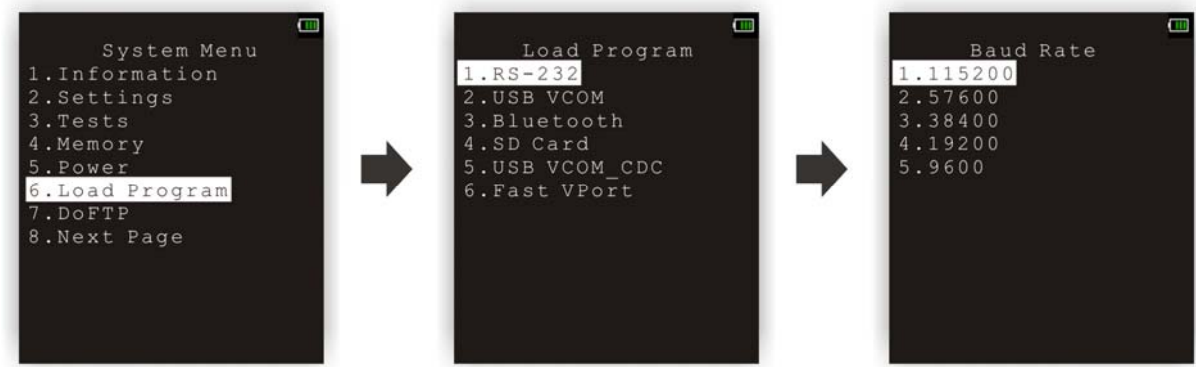 System Menu
1.Information
2.Settings
3.Tests
4.Memory
5.Power
6.Load Program
7.DoFTP
8.Next Page
Load Program
1.RS-232
2.USB VCOM
3.Bluetooth
4.SD Card
5.USB VCOM_CDC
6.Fast VPort
Baud Rate
1.115200
2.57600
3.38400
4.19200
5.9600